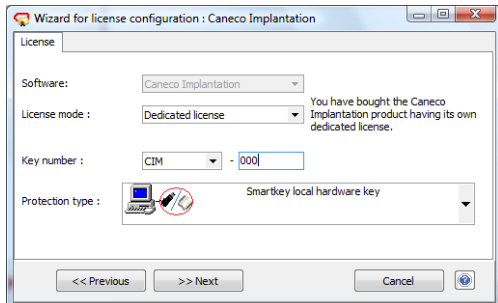 Wizard for license configuration : Caneco Implantation
License
Software:
Caneco Implantation
License mode :
Dedicated license
You have bought the Caneco
Implantation product having its own
dedicated license.
Key number :
CIM
-
000
Protection type :
Smartkey local hardware key
<< Previous
>> Next
Cancel